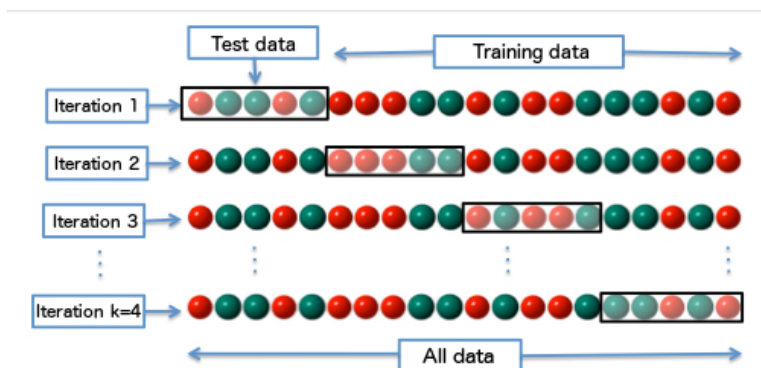 Test data
Training data
Iteration 1
Iteration 2
Iteration 3
Iteration k=4
All data